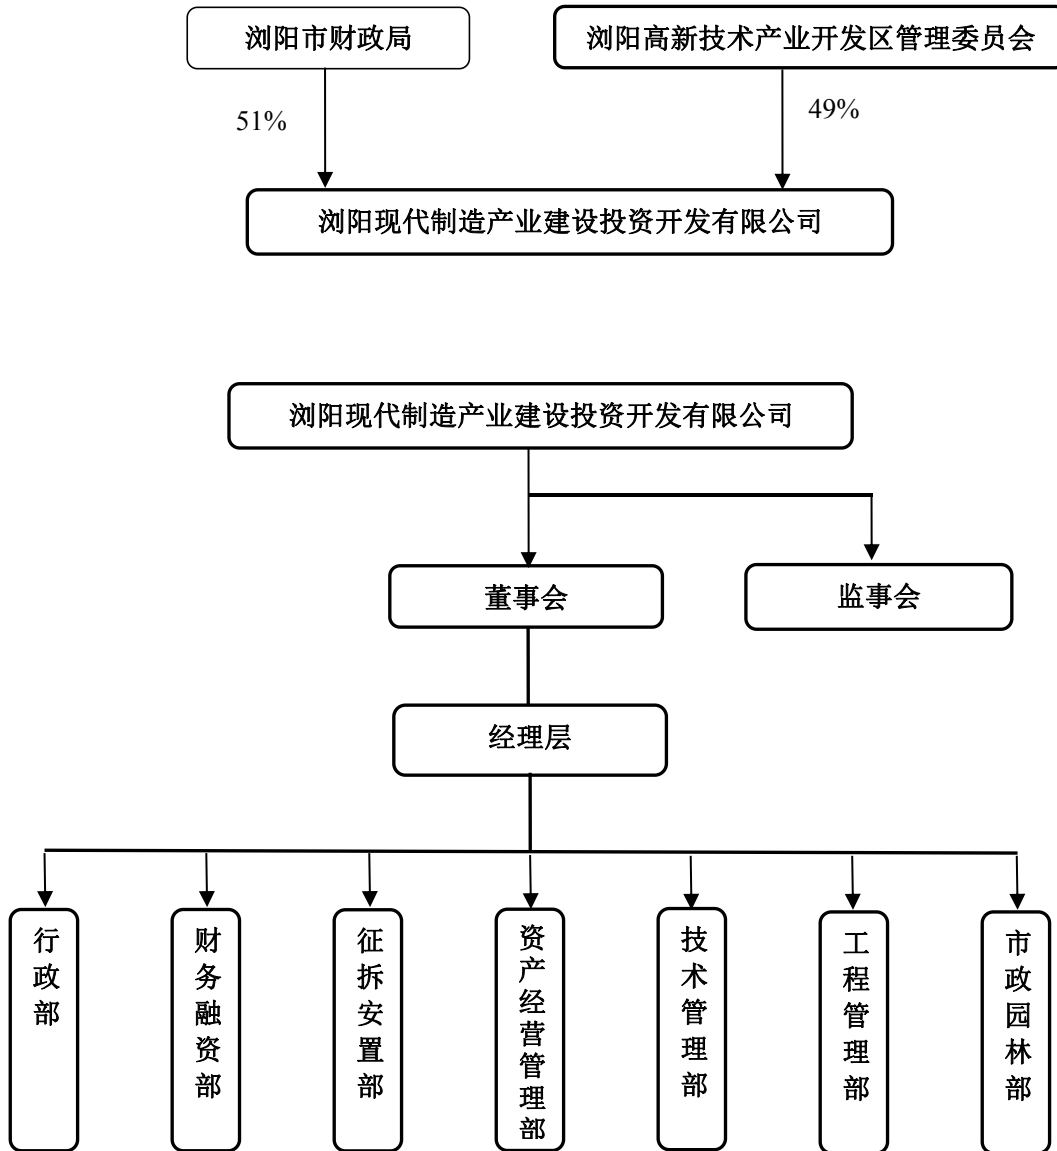 浏阳市财政局
浏阳高新技术产业开发区管理委员会
51%
49%
浏阳现代制造产业建设投资开发有限公司
浏阳现代制造产业建设投资开发有限公司
董事会
监事会
经理层
行政部
财务融资部
征拆安置部
资产经营管理部
技术管理部
工程管理部
市政园林部